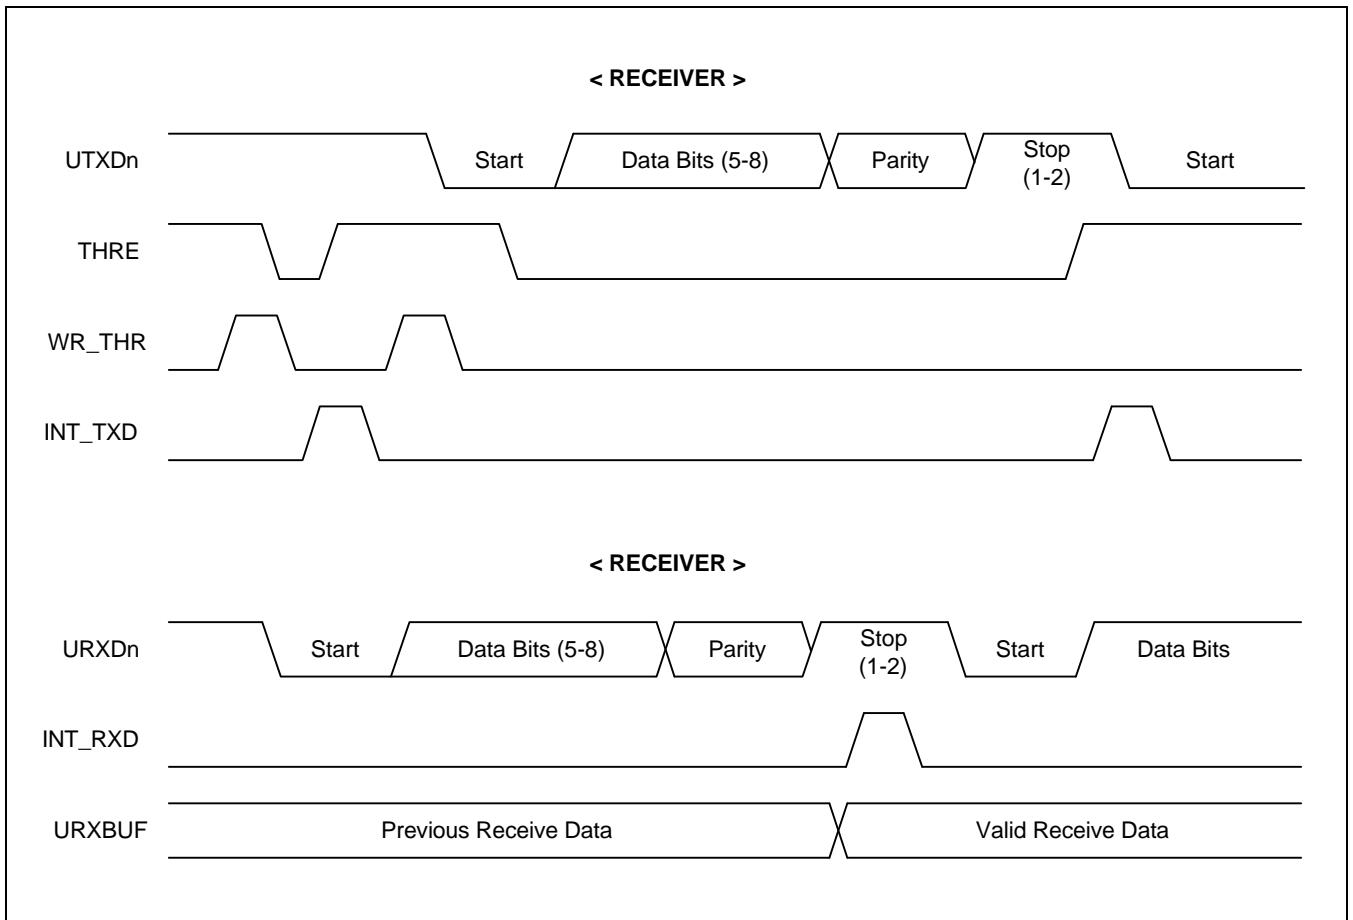 < RECEIVER >
UTXDn
Start
Data Bits (5-8)
Parity
Stop
(1-2)
Start
THRE
WR_THR
INT_TXD
< RECEIVER >
URXDn
Start
Data Bits (5-8)
Parity
Stop
(1-2)
Start
Data Bits
INT_RXD
URXBUF
Previous Receive Data
Valid Receive Data